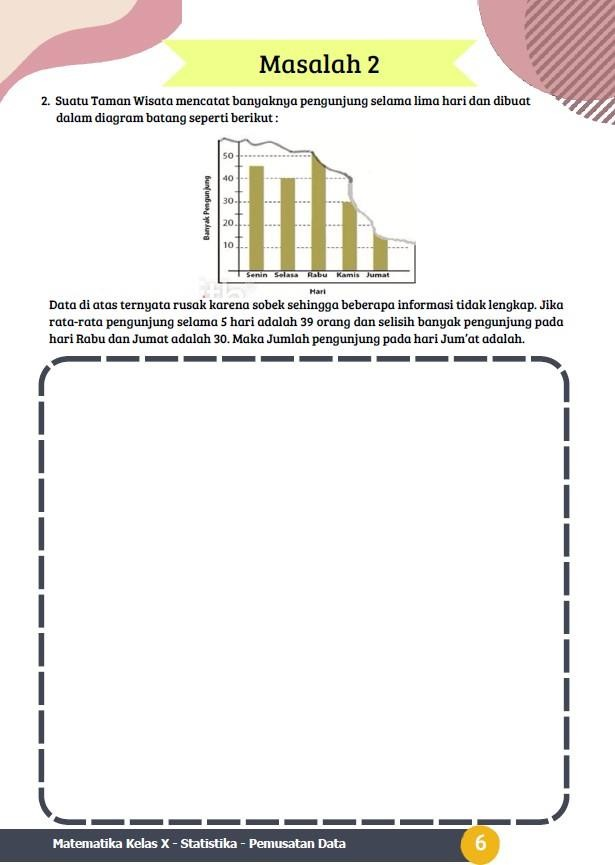 Masalah 2
2. Suatu Taman Wisata mencatat banyaknya pengunjung selama lima hari dan dibuat
dalam diagram batang seperti berikut :
Banyak Pengunjung
50
40
30
20
10
Senin Selasa Rabu Kamis Jumat
Hari
Data di atas ternyata rusak karena sobek sehingga beberapa informasi tidak lengkap. Jika
rata-rata pengunjung selama 5 hari adalah 39 orang dan selisih banyak pengunjung pada
hari Rabu dan Jumat adalah 30. Maka Jumlah pengunjung pada hari Jum'at adalah.
Matematika Kelas X - Statistika - Pemusatan Data
6